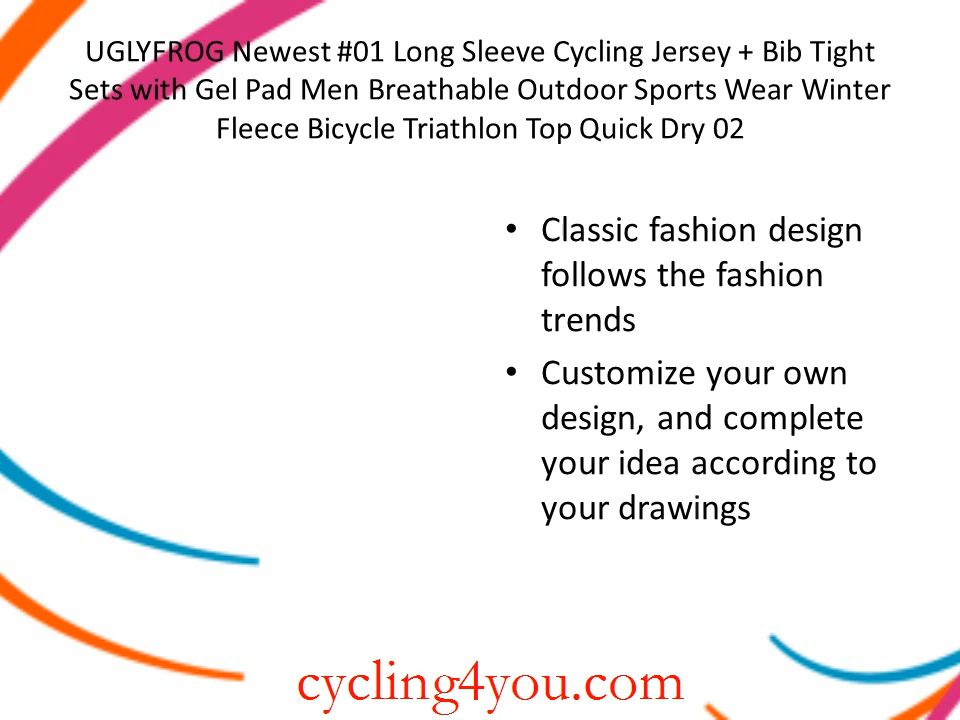 UGLYFROG Newest #01 Long Sleeve Cycling Jersey + Bib Tight
Sets with Gel Pad Men Breathable Outdoor Sports Wear Winter
Fleece Bicycle Triathlon Top Quick Dry 02
• Classic fashion design
follows the fashion
trends
• Customize your own
design, and complete
your idea according to
your drawings
cycling4you.com